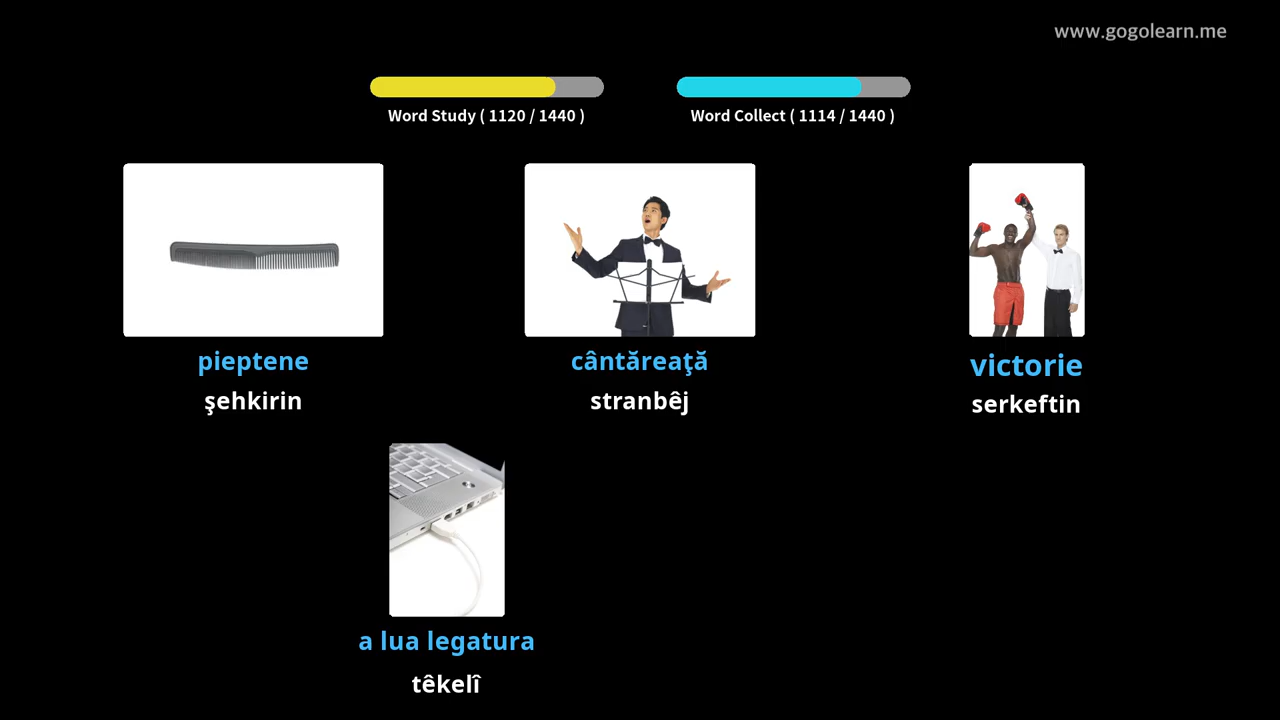 www.gogolearn.me
Word Study ( 1120 / 1440 )
Word Collect ( 1114 / 1440 )
pieptene
cântăreaţă
victorie
şehkirin
stranbêj
serkeftin
a lua legatura
têkelî